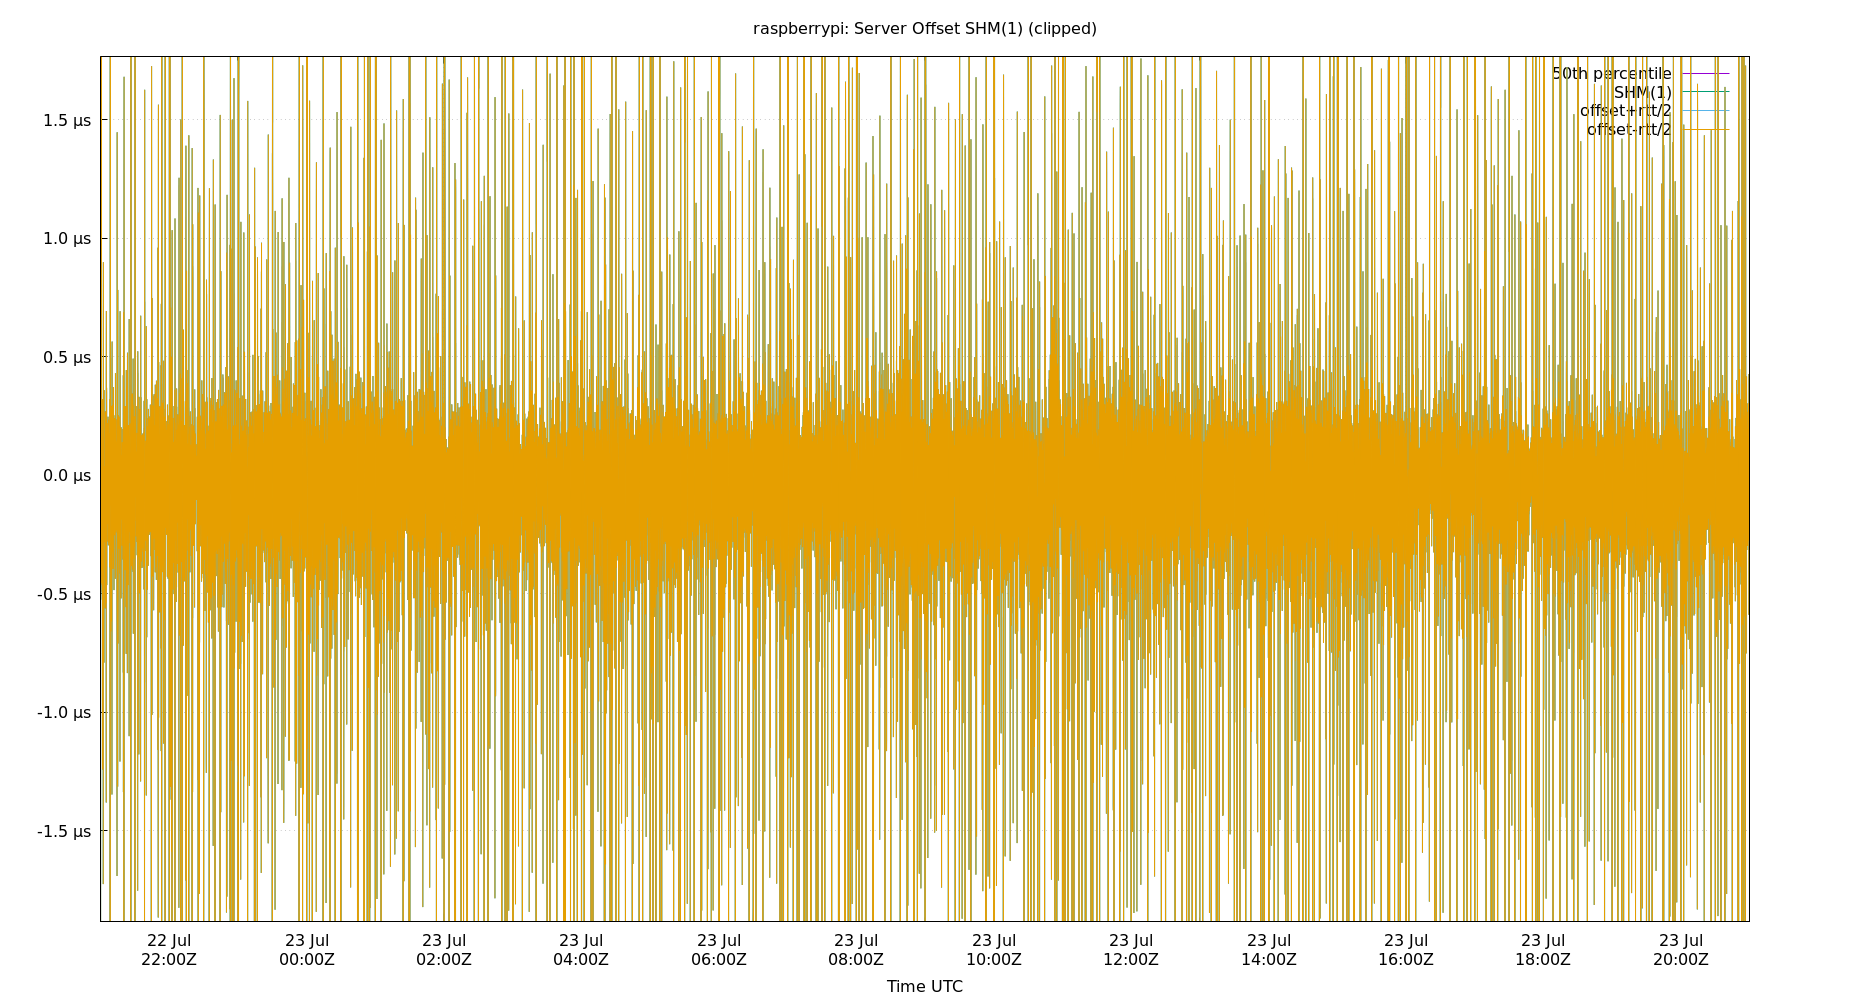 raspberrypi: Server Offset SHM(1) (clipped)
50th percentile
SHM(1)
offset+rtt/2
offset-rtt/2
1.5 µs
1.0 µs
0.5 µs
0.0 µs
-0.5 µs
-1.0 µs
-1.5 µs
22 Jul 23 Jul 23 Jul 23 Jul 23 Jul 23 Jul 23 Jul 23 Jul 23 Jul 23 Jul 23 Jul 23 Jul
22:00Z 00:00Z 02:00Z 04:00Z 06:00Z 08:00Z 10:00Z 12:00Z 14:00Z 16:00Z 18:00Z 20:00Z
Time UTC